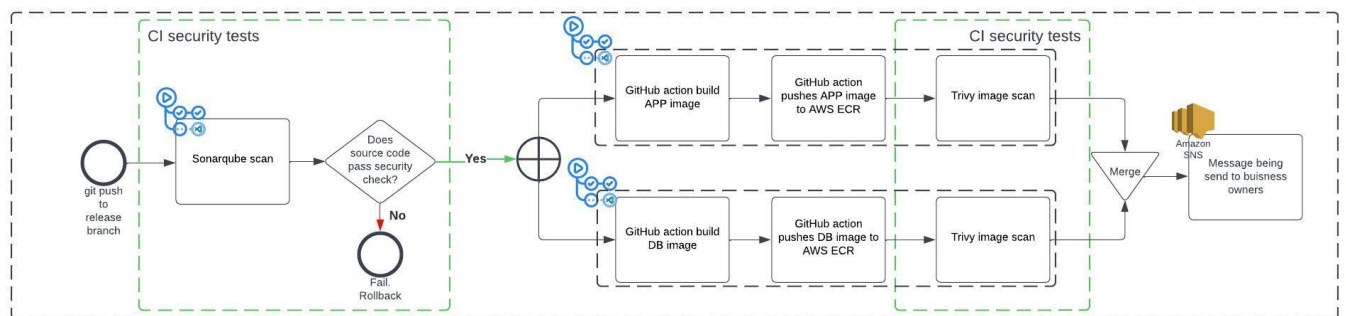 CI security tests
git push
to
release
branch
Sonarqube scan
Does
source code
pass security
check?
Yes
No
Fail.
Rollback
GitHub action build
APP image
GitHub action
pushes APP image
to AWS ECR
CI security tests
Trivy image scan
GitHub action build
DB image
GitHub action
pushes DB image to
AWS ECR
Trivy image scan
Merge
Amazon
SNS
Message being
send to buisness
owners